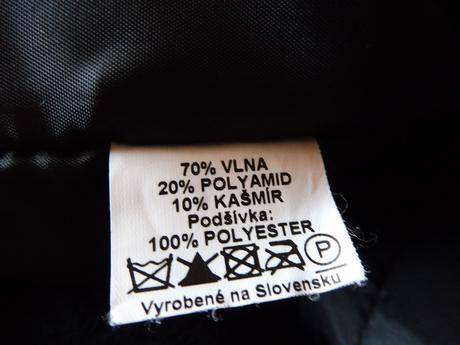 70% VLNA
20% POLYAMID
10% KAŠMÍR
Podšívka:
100% POLYESTER
P
Vyrobené na Slovensku